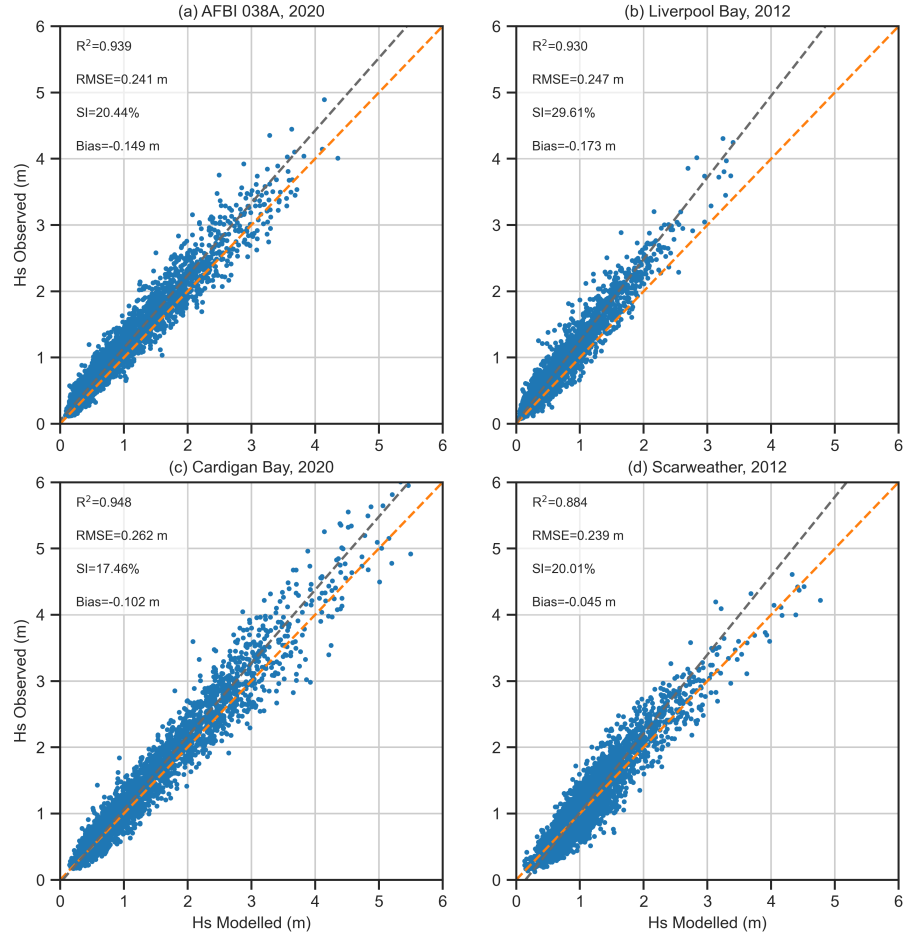 (a) AFBI 038A, 2020
R²=0.939
RMSE=0.241 m
SI=20.44%
Bias=-0.149 m
Hs Observed (m)
6
5
4
3
2
1
0
0 1 2 3 4 5 6
(b) Liverpool Bay, 2012
R²=0.930
RMSE=0.247 m
SI=29.61%
Bias=-0.173 m
6
5
4
3
2
1
0
0 1 2 3 4 5 6
(c) Cardigan Bay, 2020
R²=0.948
RMSE=0.262 m
SI=17.46%
Bias=-0.102 m
Hs Observed (m)
6
5
4
3
2
1
0
0 1 2 3 4 5 6
Hs Modelled (m)
(d) Scarweather, 2012
R²=0.884
RMSE=0.239 m
SI=20.01%
Bias=-0.045 m
6
5
4
3
2
1
0
0 1 2 3 4 5 6
Hs Modelled (m)